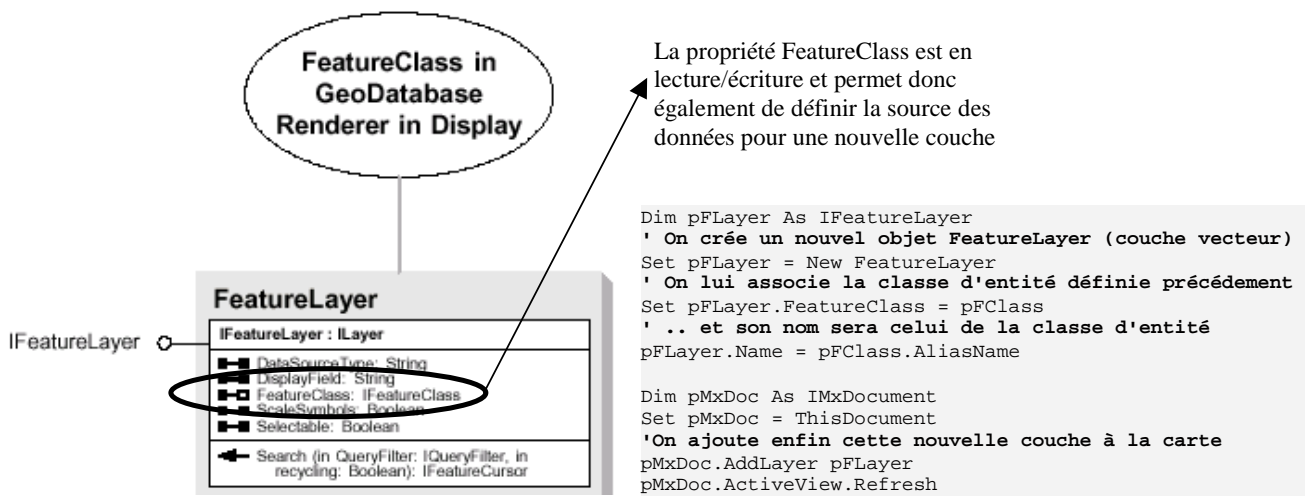 FeatureClass in
GeoDatabase
Renderer in Display
La propriété FeatureClass est en
lecture/écriture et permet donc
également de définir la source des
données pour une nouvelle couche
FeatureLayer
IFeatureLayer
IFeatureLayer : ILayer
DataSourceType: String
DisplayField: String
FeatureClass: IFeatureClass
ScaleSymbols: Boolean
Selectable: Boolean
Search (in QueryFilter: IQueryFilter, in
recycling: Boolean): IFeatureCursor
Dim pFLayer As IFeatureLayer
' On crée un nouvel objet FeatureLayer (couche vecteur)
Set pFLayer = New FeatureLayer
' On lui associe la classe d'entité définie précédement
Set pFLayer.FeatureClass = pFClass
' .. et son nom sera celui de la classe d'entité
pFLayer.Name = pFClass.AliasName
Dim pMxDoc As IMxDocument
Set pMxDoc = ThisDocument
'On ajoute enfin cette nouvelle couche à la carte
pMxDoc.AddLayer pFLayer
pMxDoc.ActiveView.Refresh